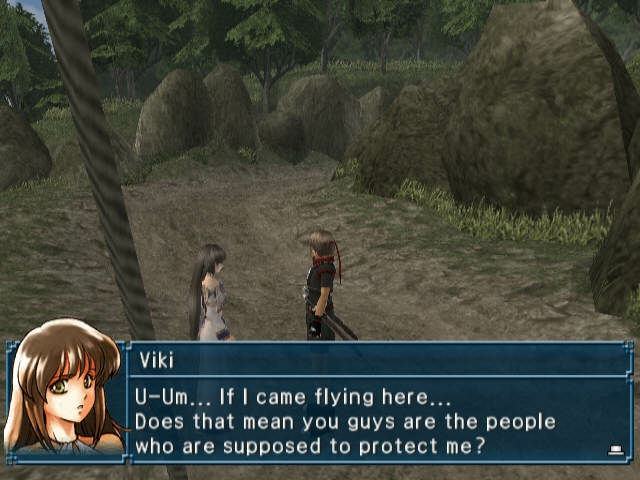 Viki
U-Um... If I came flying here...
Does that mean you guys are the people
who are supposed to protect me?